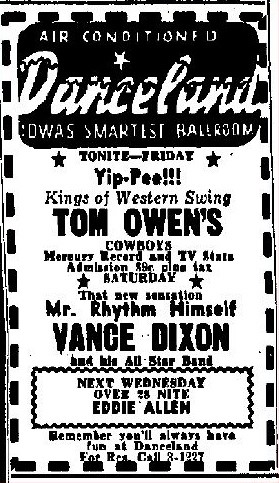 AIR CONDITIONED
Danceland
IOWAS SMARTEST BALLROOM
TONITE—FRIDAY
Yip-Pee!!!
Kings of Western Swing
TOM OWEN'S
COWBOYS
Mercury Record and TV Stars
Admission 89c plus tax
SATURDAY
That new sensation
Mr. Rhythm Himself
VANCE DIXON
and his All Star Band
NEXT WEDNESDAY
OVER 28 NITE
EDDIE ALLEN
Remember you'll always have
fun at Danceland
For Res. Call 3-1227